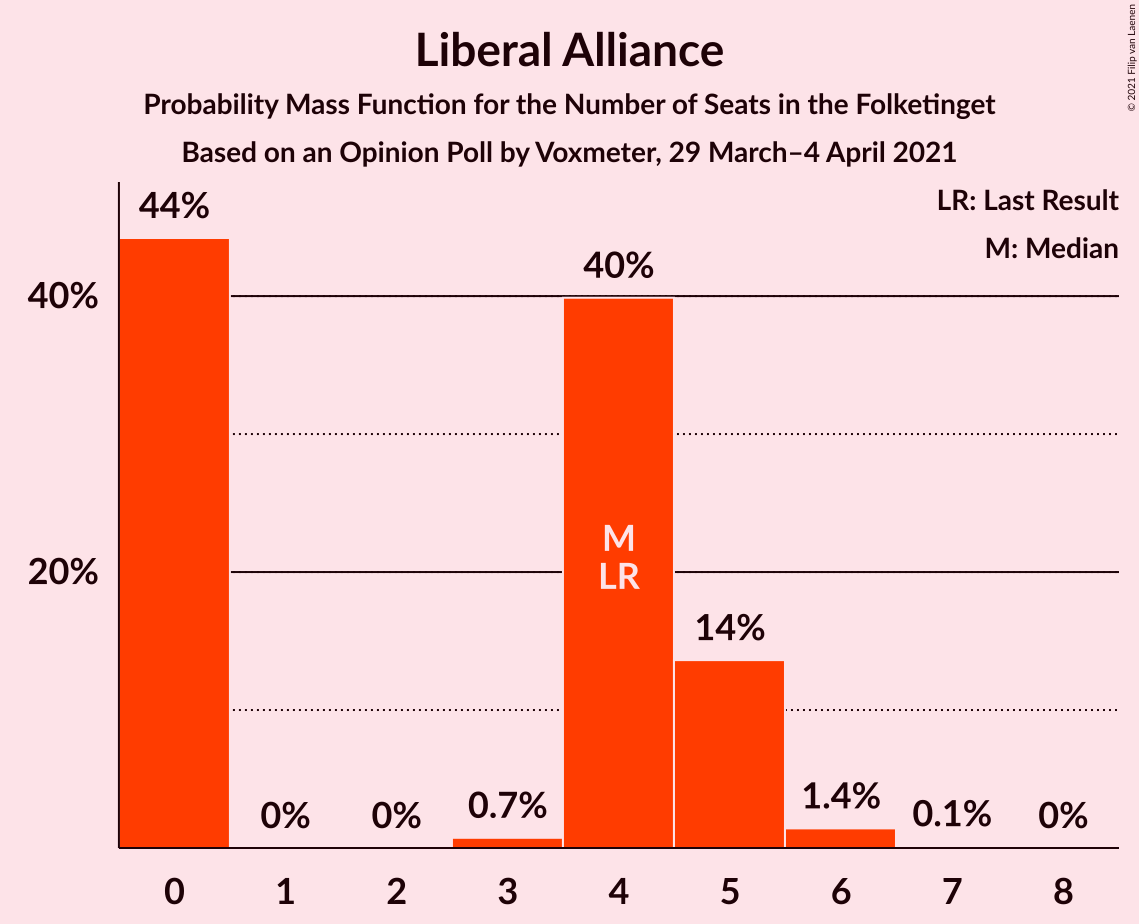 Liberal Alliance
Probability Mass Function for the Number of Seats in the Folketinget
Based on an Opinion Poll by Voxmeter, 29 March–4 April 2021
© 2021 Filip van Laenen
LR: Last Result
M: Median
44%
40%
40%
M
LR
20%
14%
0%
0%
0.7%
1.4%
0.1%
0%
0 1 2 3 4 5 6 7 8